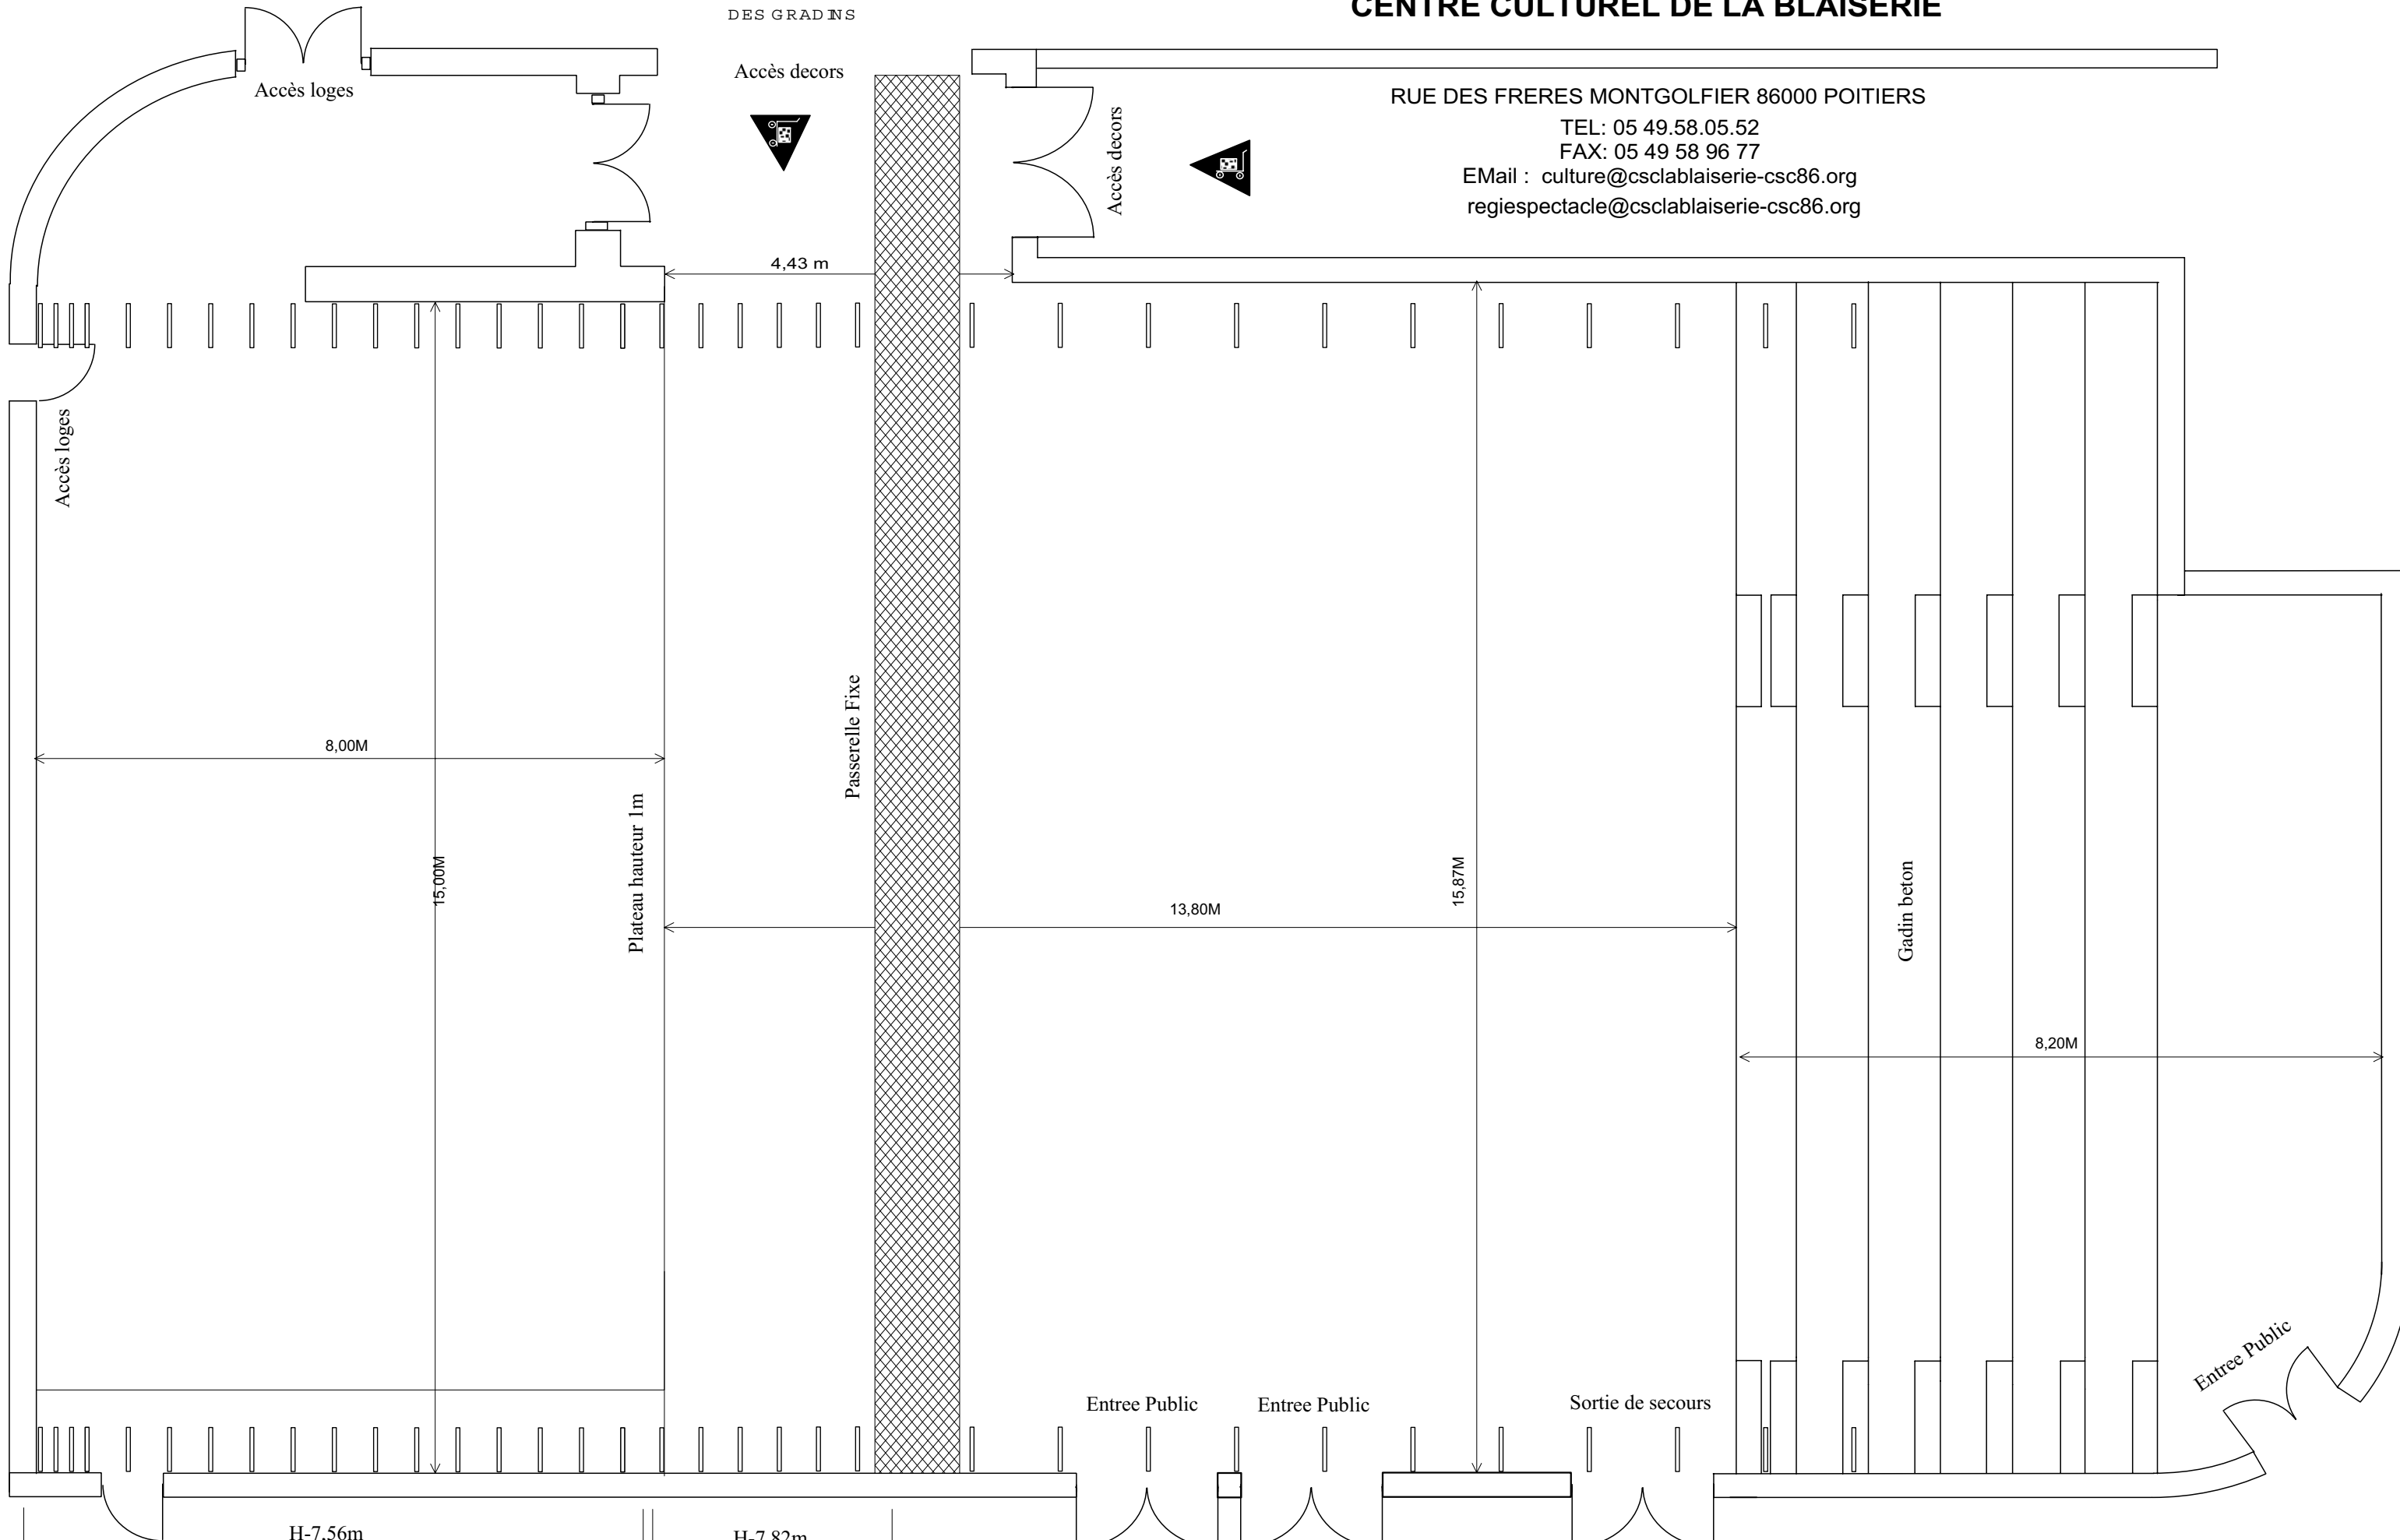 DES GRADINS
CENTRE CULTUREL DE LA BLAISERIE
Accès decors
Accès loges
RUE DES FRERES MONTGOLFIER 86000 POITIERS
TEL: 05 49.58.05.52
FAX: 05 49 58 96 77
EMail : culture@csclablaiserie-csc86.org
regiespectacle@csclablaiserie-csc86.org
Accès decors
4,43 m
Accès loges
Passerelle Fixe
8,00M
Plateau hauteur 1m
15,00M
15,87M
13,80M
Gadin beton
8,20M
Entree Public
Entree Public
Entree Public
Sortie de secours
H-7,56m
H-7,82m